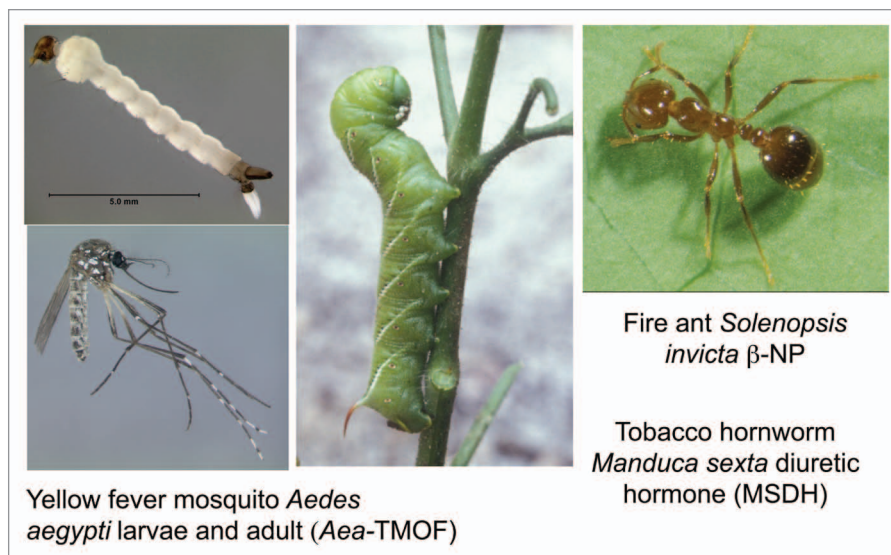 5.0 mm
Fire ant Solenopsis
invicta β-NP
Tobacco hornworm
Manduca sexta diuretic
hormone (MSDH)
Yellow fever mosquito Aedes
aegypti larvae and adult (Aea-TMOF)